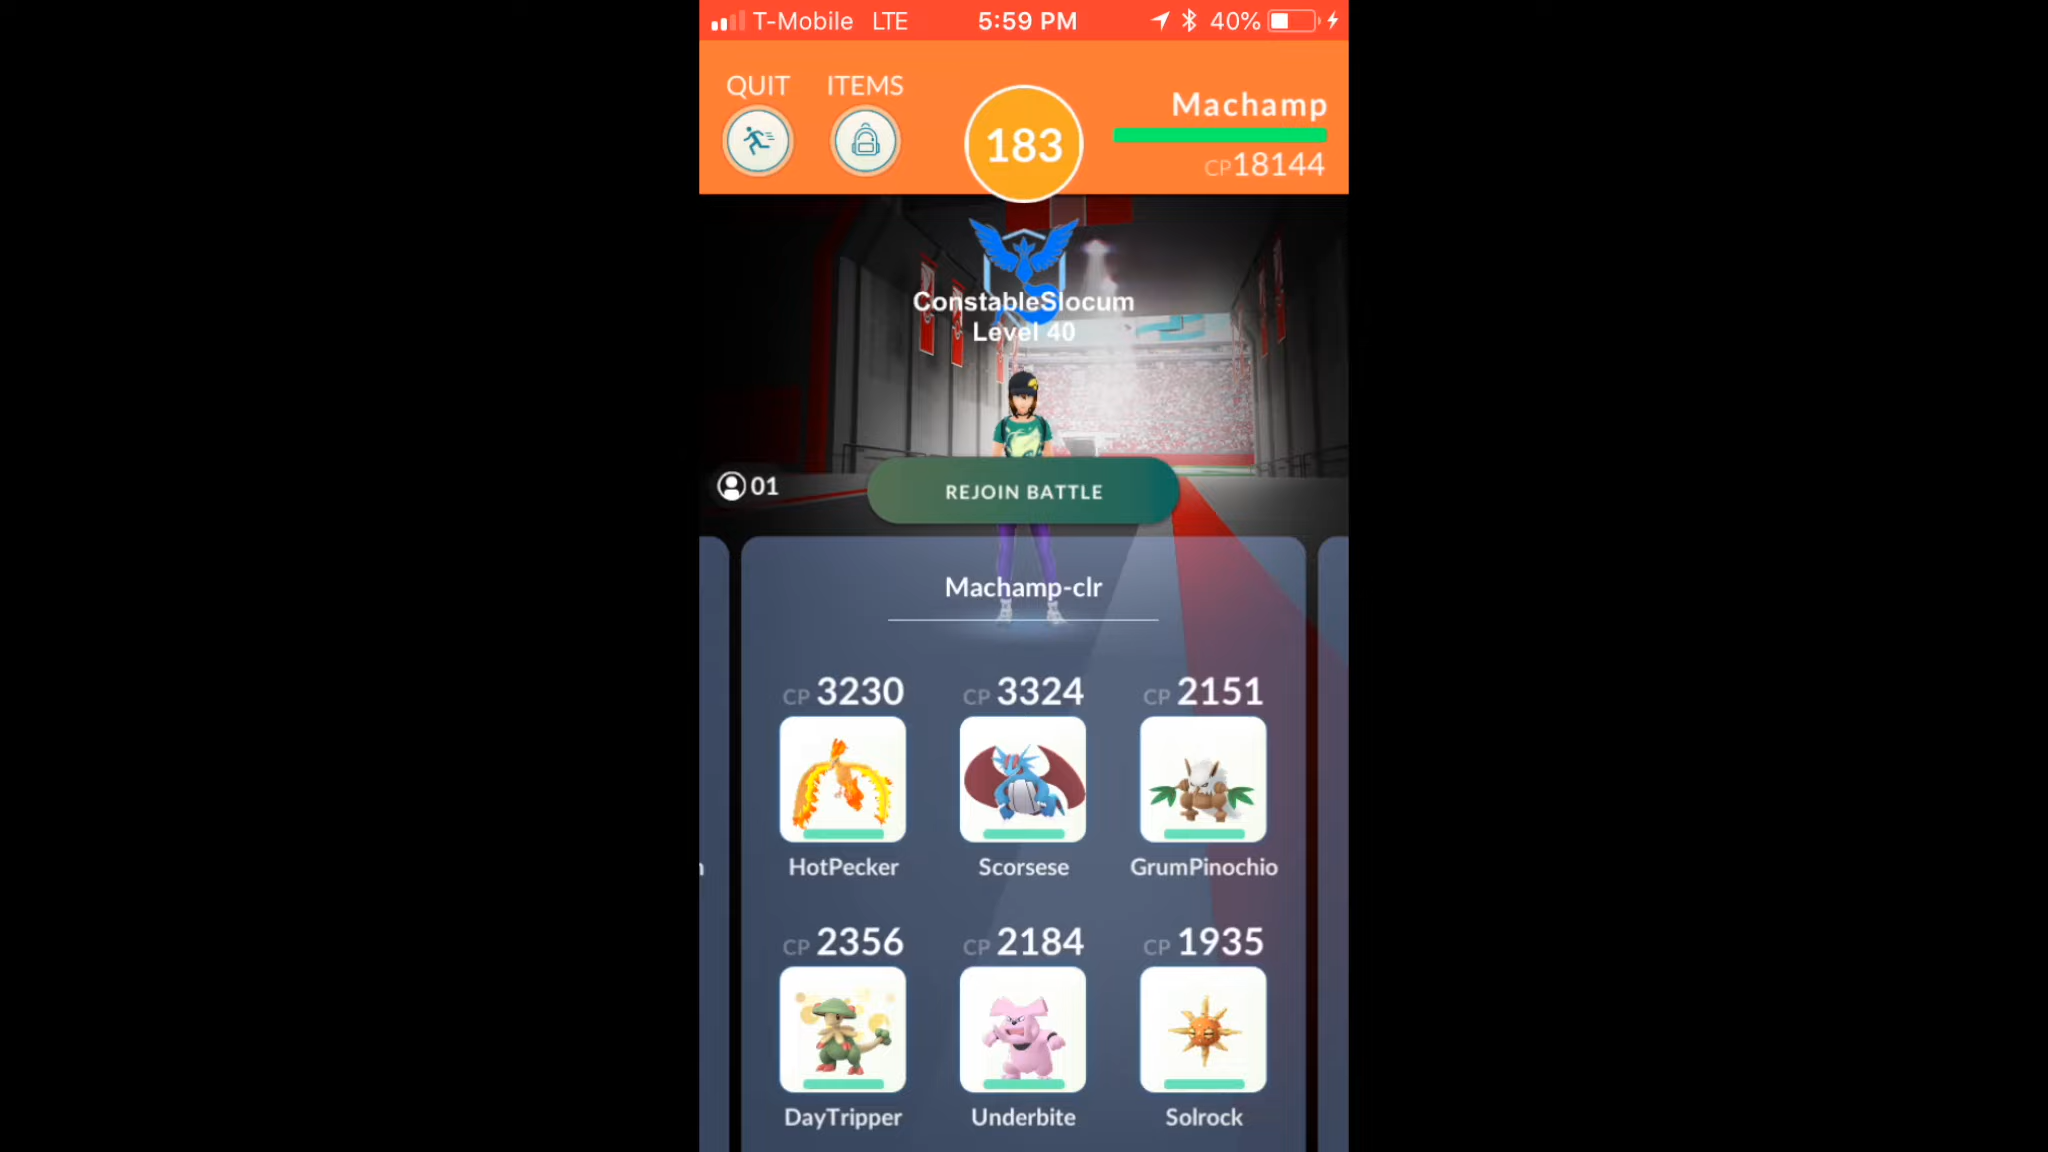 T-Mobile LTE 5:59 PM 40%
QUIT ITEMS
183
Machamp
CP18144
ConstableSlocum
Level 40
01
REJOIN BATTLE
Machamp-clr
CP 3230 CP 3324 CP 2151
HotPecker Scorsese GrumPinochio
CP 2356 CP 2184 CP 1935
DayTripper Underbite Solrock